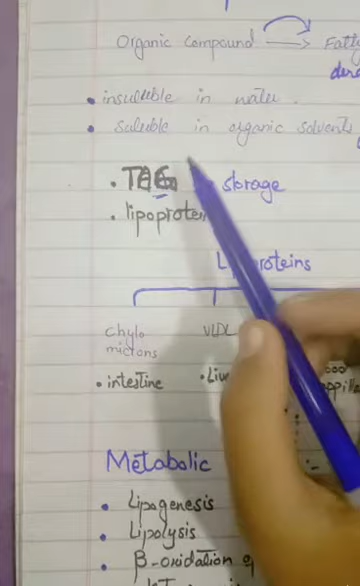 Organic Compound → Fatty
• insoluble in water.
• soluble in organic solvents
• TAG storage
• lipoprotein
Lipoproteins
chylo VLDL
microns
• intestine
Metabolic
• Lipogenesis
• Lipolysis
• β-oxidation of